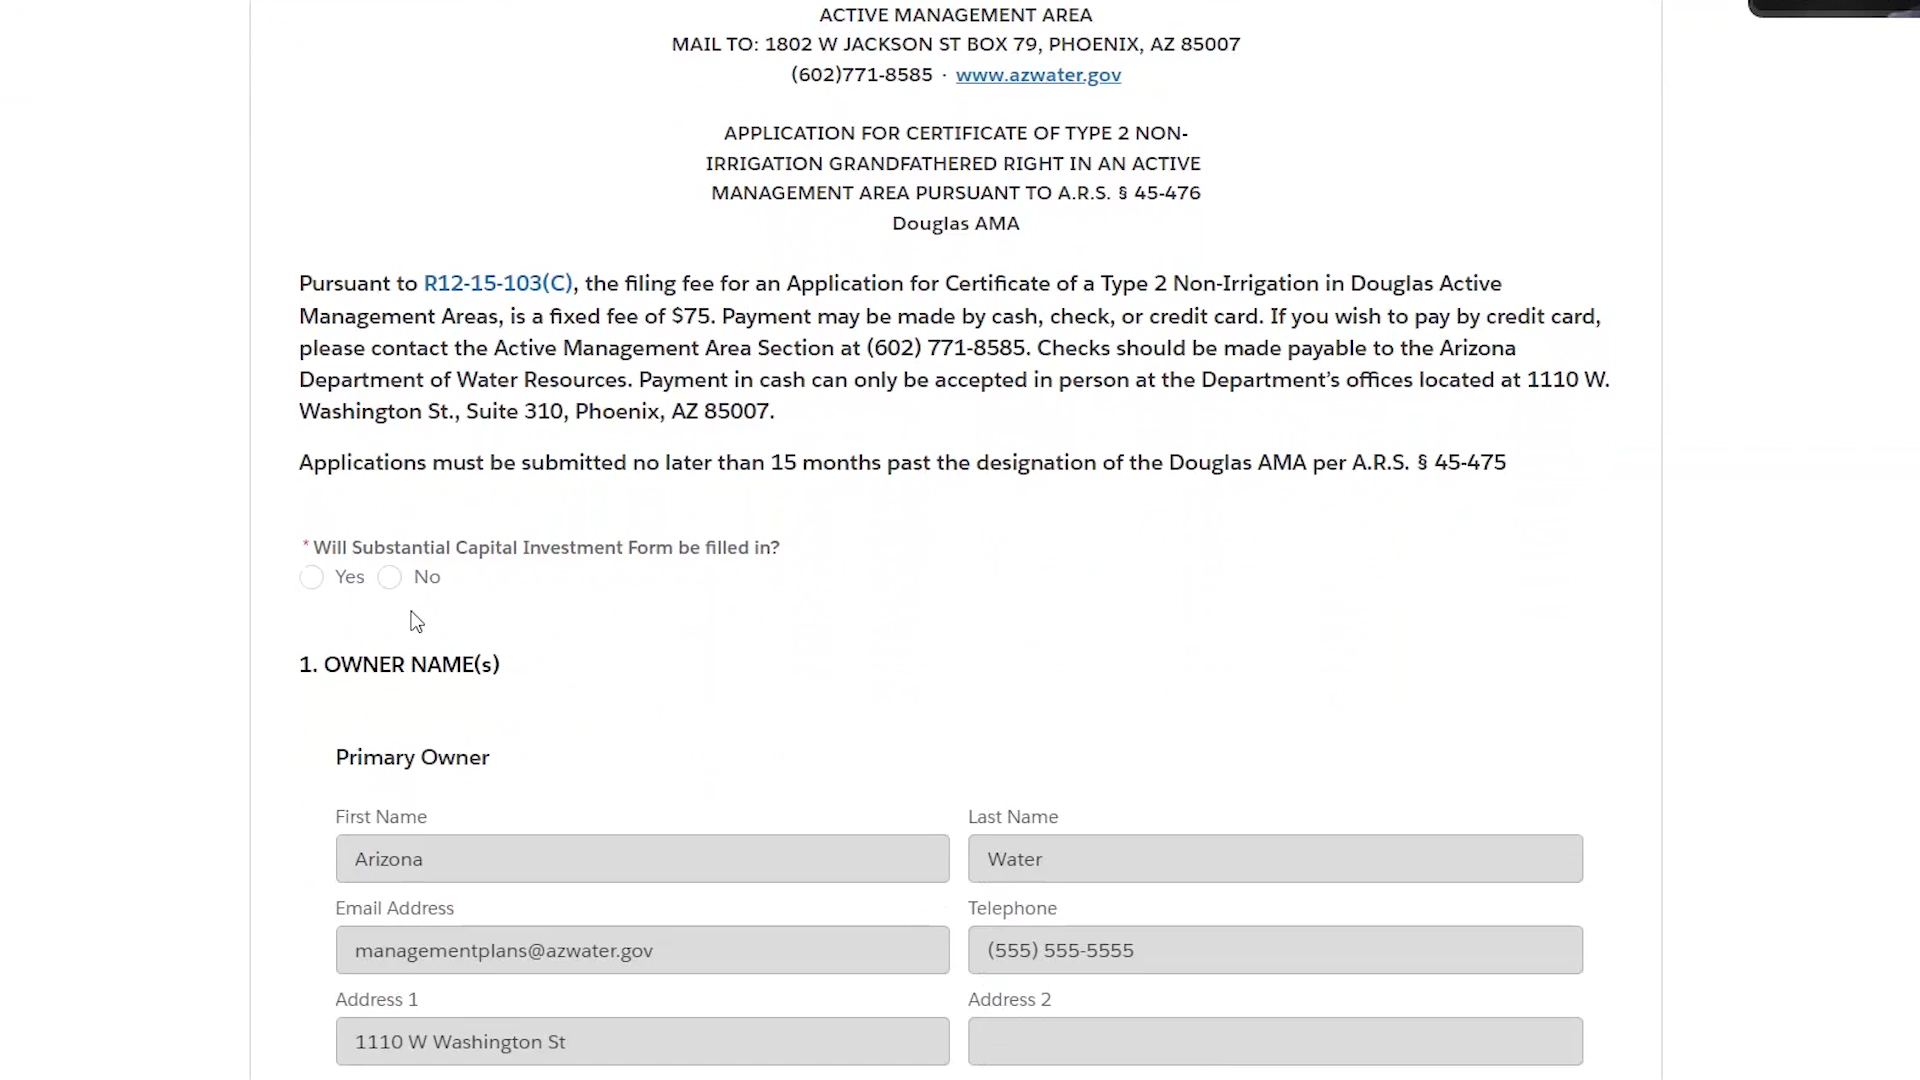 ACTIVE MANAGEMENT AREA
MAIL TO: 1802 W JACKSON ST BOX 79, PHOENIX, AZ 85007
(602)771-8585 · www.azwater.gov
APPLICATION FOR CERTIFICATE OF TYPE 2 NON-
IRRIGATION GRANDFATHERED RIGHT IN AN ACTIVE
MANAGEMENT AREA PURSUANT TO A.R.S. § 45-476
Douglas AMA
Pursuant to R12-15-103(C), the filing fee for an Application for Certificate of a Type 2 Non-Irrigation in Douglas Active
Management Areas, is a fixed fee of $75. Payment may be made by cash, check, or credit card. If you wish to pay by credit card,
please contact the Active Management Area Section at (602) 771-8585. Checks should be made payable to the Arizona
Department of Water Resources. Payment in cash can only be accepted in person at the Department's offices located at 1110 W.
Washington St., Suite 310, Phoenix, AZ 85007.
Applications must be submitted no later than 15 months past the designation of the Douglas AMA per A.R.S. § 45-475
* Will Substantial Capital Investment Form be filled in?
Yes No
1. OWNER NAME(s)
Primary Owner
First Name Last Name
Arizona Water
Email Address Telephone
managementplans@azwater.gov (555) 555-5555
Address 1 Address 2
1110 W Washington St